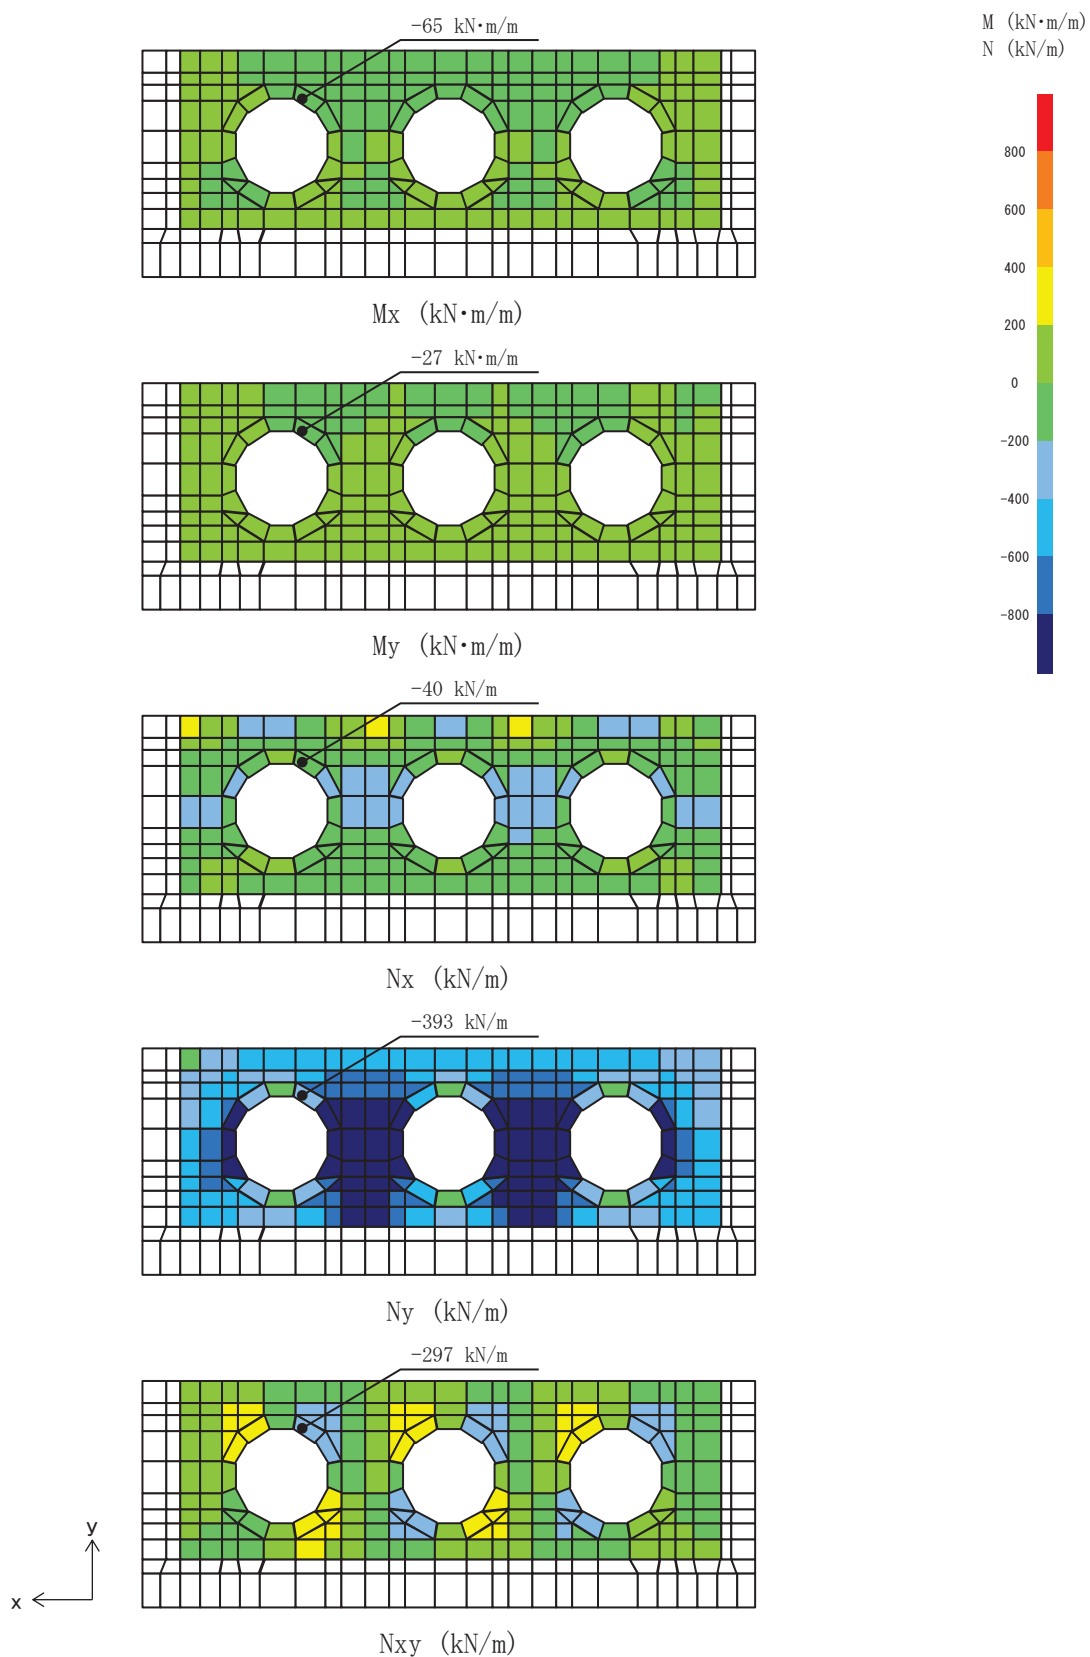 -65 kN・m/m
M (kN・m/m)
N (kN/m)
800
600
400
200
0
-200
-400
-600
-800
Mx (kN・m/m)
-27 kN・m/m
My (kN・m/m)
-40 kN/m
Nx (kN/m)
-393 kN/m
Ny (kN/m)
-297 kN/m
y
x
Nxy (kN/m)